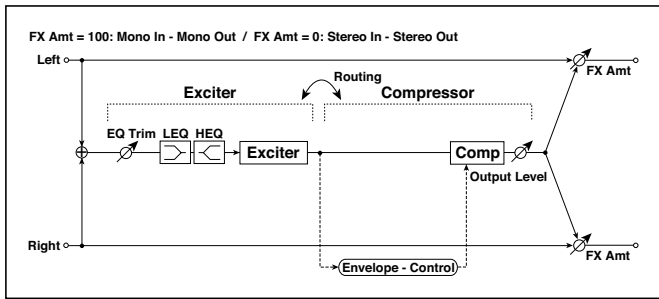 FX Amt = 100: Mono In - Mono Out / FX Amt = 0: Stereo In - Stereo Out
Left
FX Amt
Routing
Exciter
Compressor
EQ Trim
LEQ
HEQ
Exciter
Comp
Output Level
Right
FX Amt
Envelope - Control